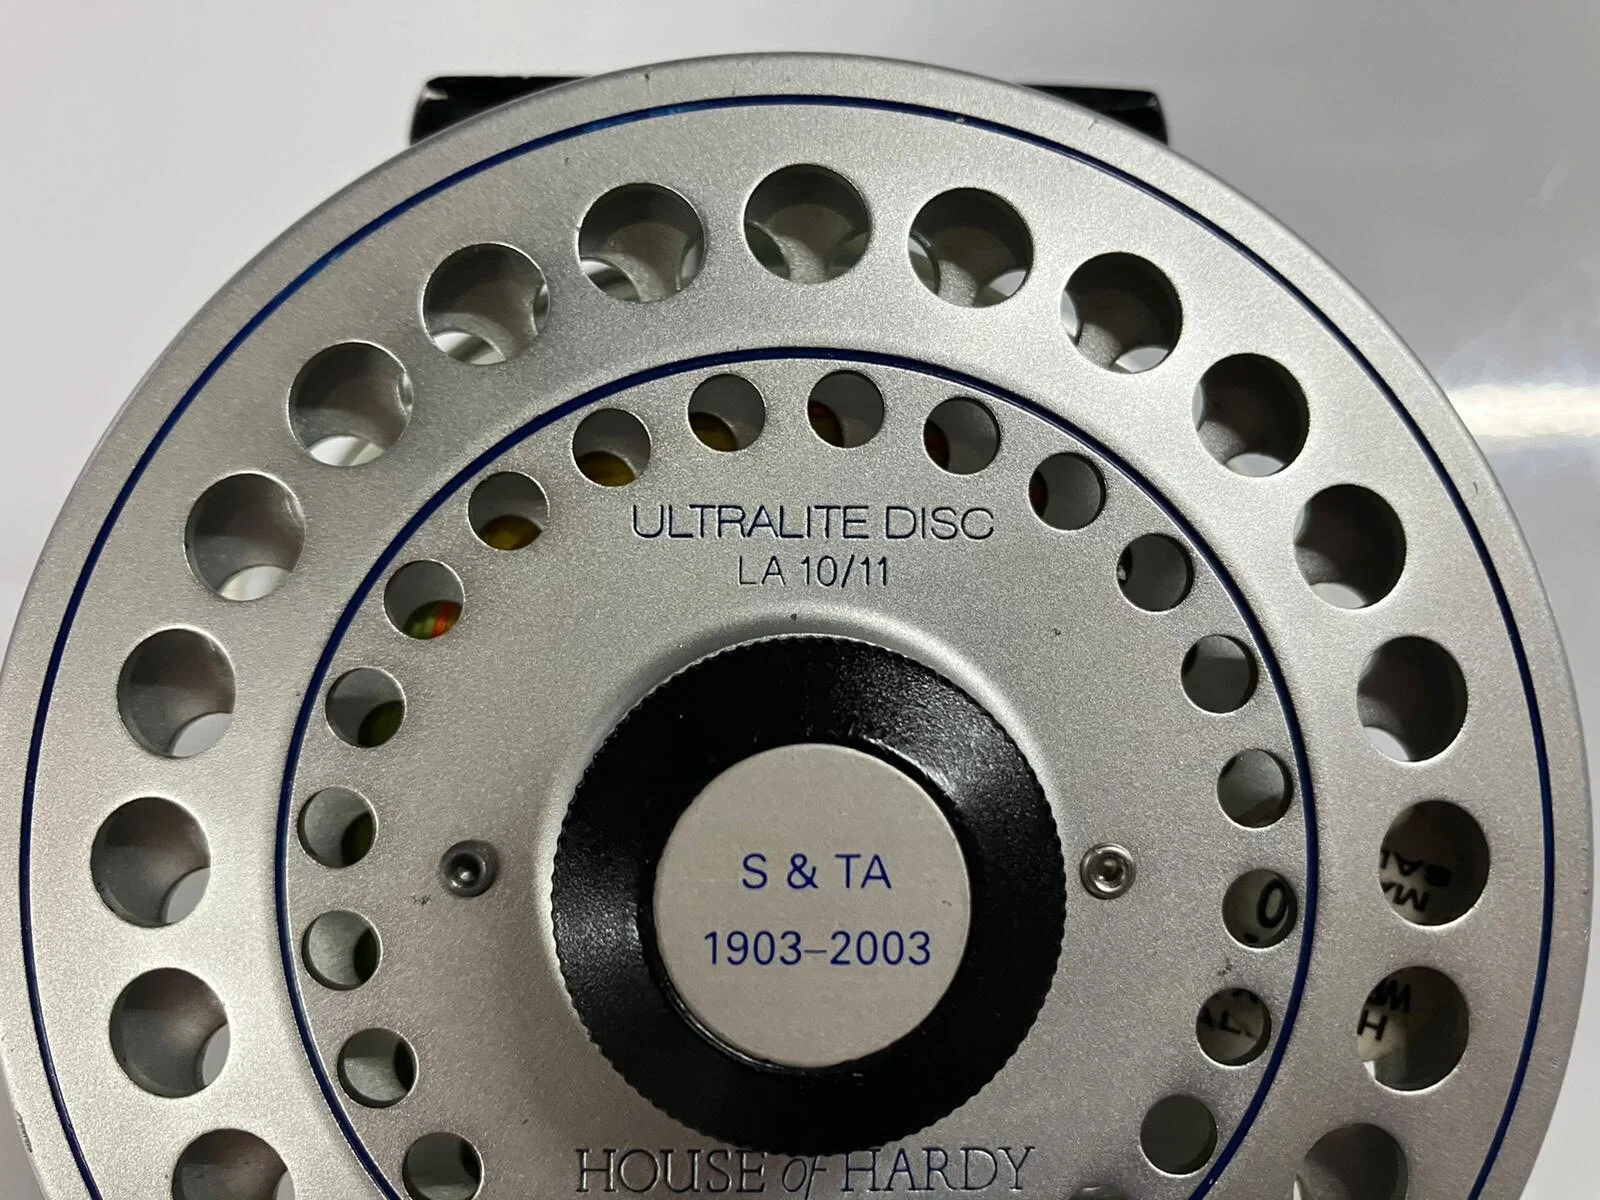 ULTRALITE DISC
LA 10/11
S & TA
1903–2003
HOUSE of HARDY